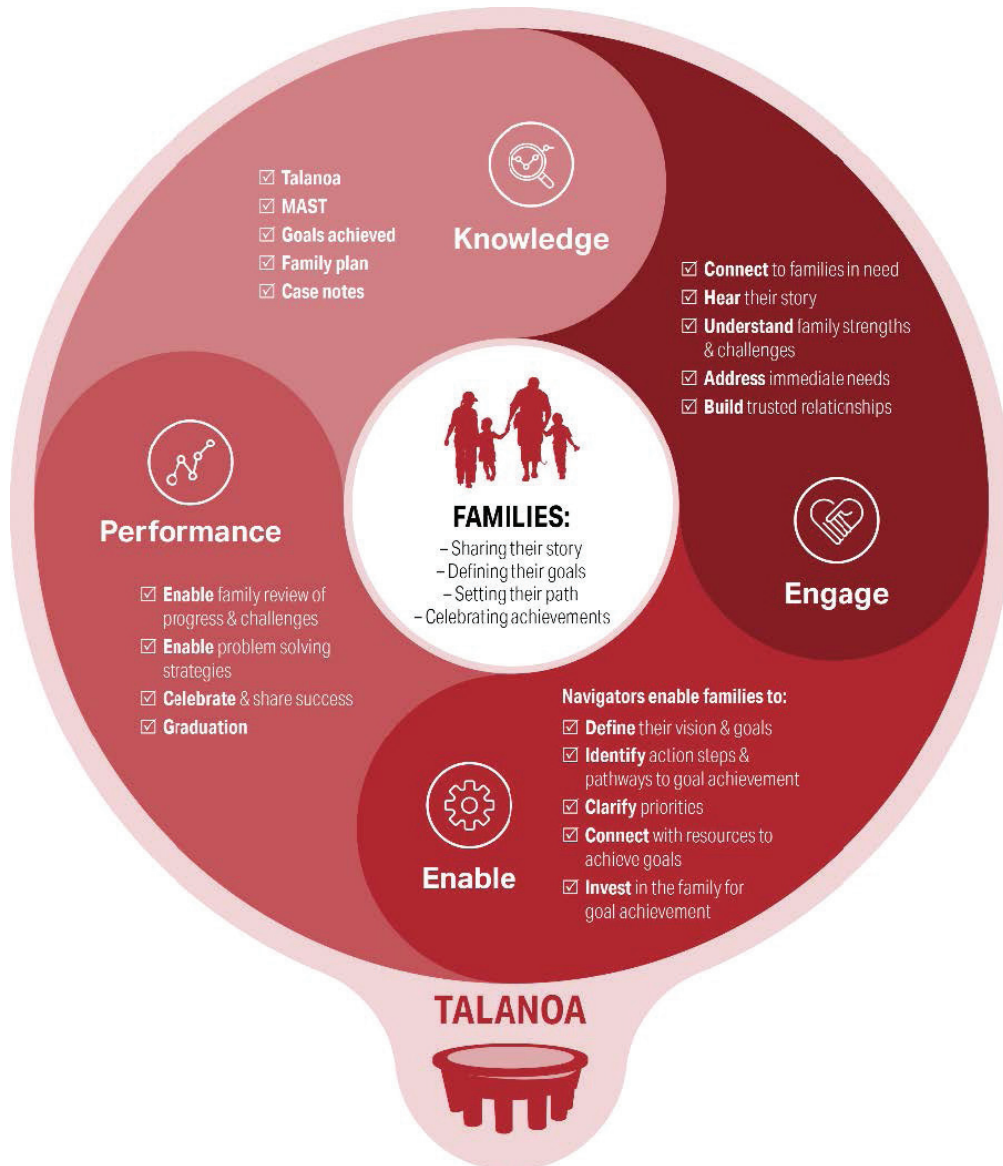 ☑ Talanoa
☑ MAST
☑ Goals achieved
☑ Family plan
☑ Case notes
Knowledge
☑ Connect to families in need
☑ Hear their story
☑ Understand family strengths
& challenges
☑ Address immediate needs
☑ Build trusted relationships
Engage
FAMILIES:
– Sharing their story
– Defining their goals
– Setting their path
– Celebrating achievements
Performance
☑ Enable family review of
progress & challenges
☑ Enable problem solving
strategies
☑ Celebrate & share success
☑ Graduation
Navigators enable families to:
☑ Define their vision & goals
☑ Identify action steps &
pathways to goal achievement
☑ Clarify priorities
☑ Connect with resources to
achieve goals
☑ Invest in the family for
goal achievement
Enable
TALANOA